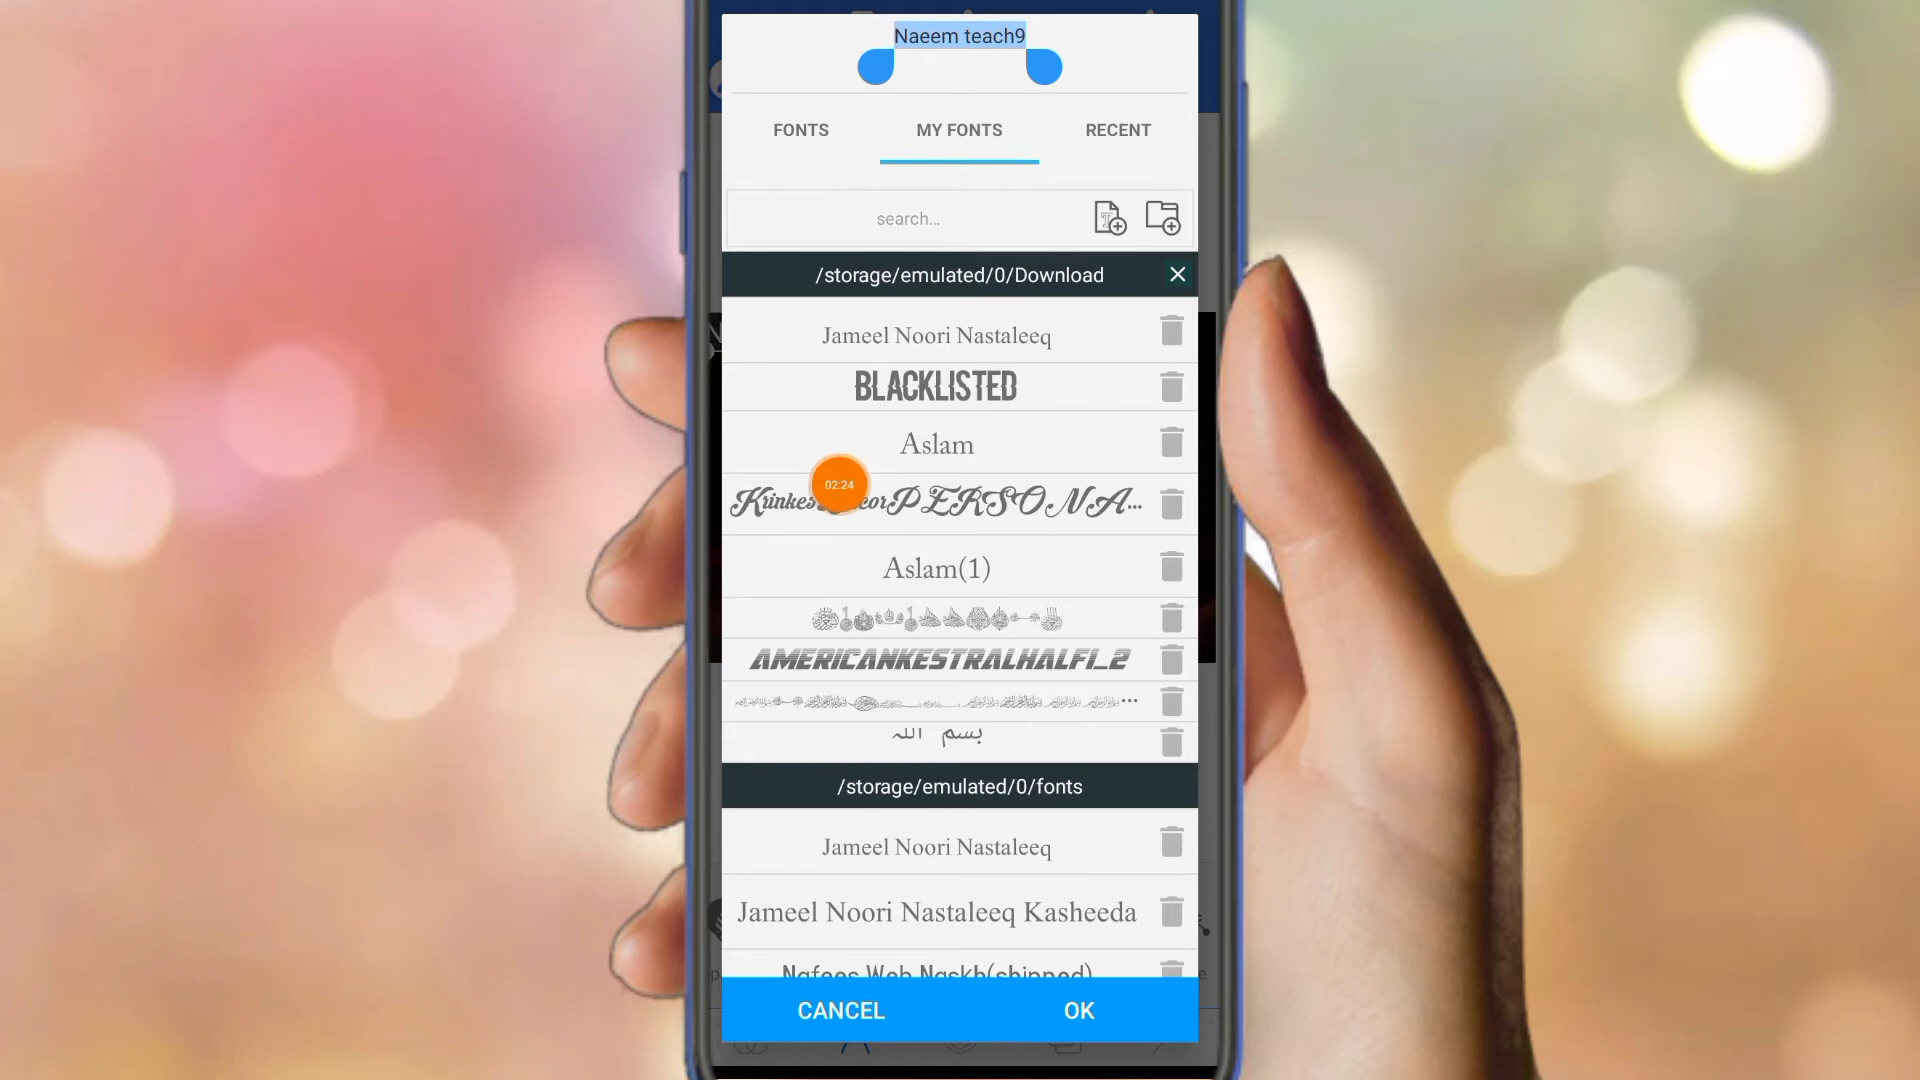 Naeem teach9
FONTS MY FONTS RECENT
search...
/storage/emulated/0/Download
Jameel Noori Nastaleeq
BLACKLISTED
Aslam
02:24
PERSONA...
Aslam(1)
AMERICANKESTRALHALFI_2
بسم اللہ
/storage/emulated/0/fonts
Jameel Noori Nastaleeq
Jameel Noori Nastaleeq Kasheeda
Nafees Web Naskh(shipped)
CANCEL OK